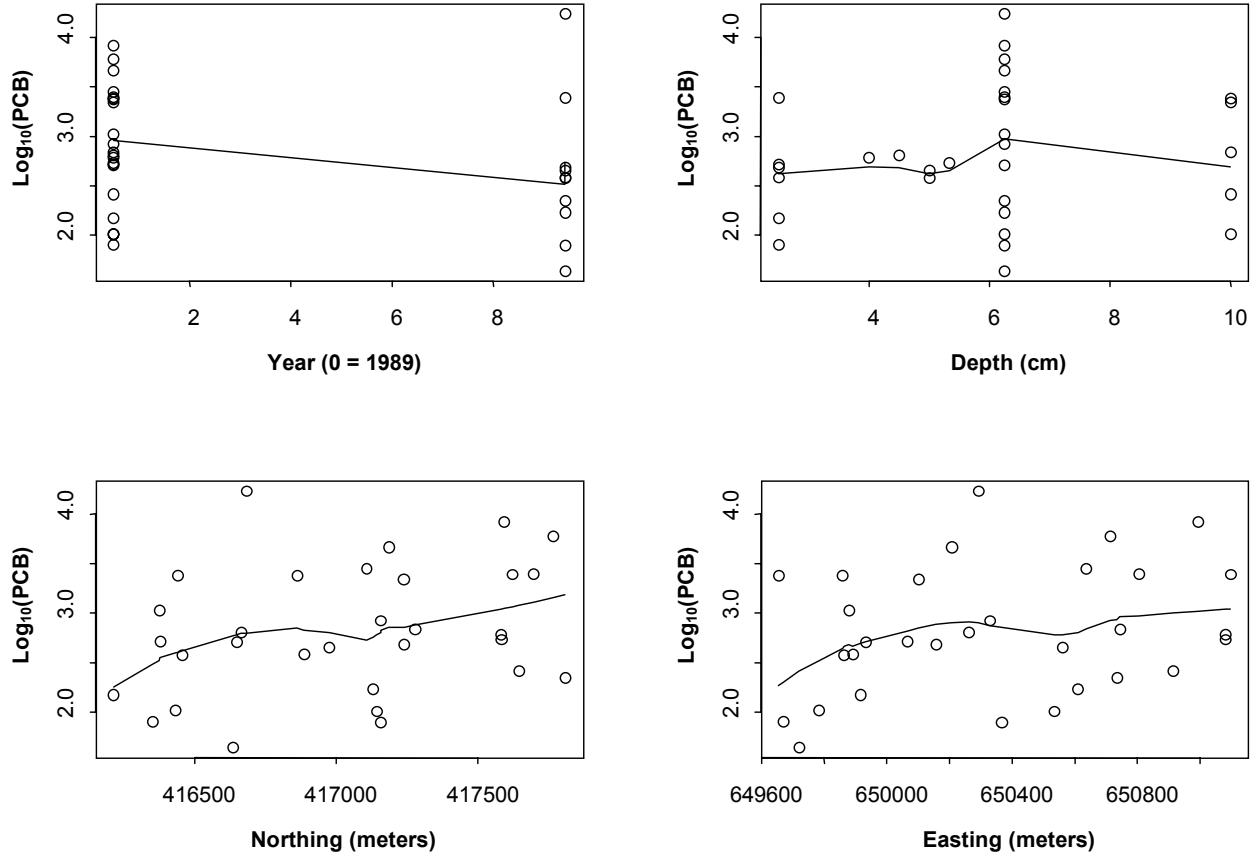 Log₁₀(PCB)
4.0
3.0
2.0
2 4 6 8
Year (0 = 1989)
Log₁₀(PCB)
4.0
3.0
2.0
4 6 8 10
Depth (cm)
Log₁₀(PCB)
4.0
3.0
2.0
416500 417000 417500
Northing (meters)
Log₁₀(PCB)
4.0
3.0
2.0
649600 650000 650400 650800
Easting (meters)